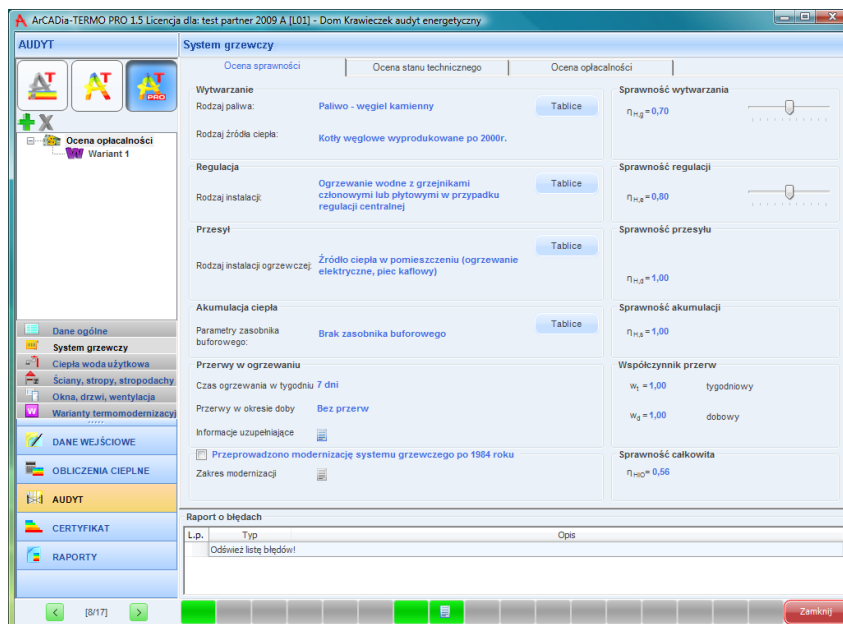 ArCADia-TERMO PRO 1.5 Licencja dla: test partner 2009 A [L01] - Dom Krawieczek audyt energetyczny
AUDYT
System grzewczy
Ocena sprawności
Ocena stanu technicznego
Ocena opłacalności
PRO
Ocena opłacalności
Wariant 1
Wytwarzanie
Rodzaj paliwa:
Paliwo - węgiel kamienny
Tablice
Rodzaj źródła ciepła:
Kotły węglowe wyprodukowane po 2000r.
Sprawność wytwarzania
ηH,g=0,70
Regulacja
Rodzaj instalacji:
Ogrzewanie wodne z grzejnikami
członowymi lub płytowymi w przypadku
regulacji centralnej
Tablice
Sprawność regulacji
ηH,e=0,80
Przesył
Rodzaj instalacji ogrzewczej:
Źródło ciepła w pomieszczeniu (ogrzewanie
elektryczne, piec kaflowy)
Tablice
Sprawność przesyłu
ηH,d=1,00
Akumulacja ciepła
Parametry zasobnika
buforowego:
Brak zasobnika buforowego
Tablice
Sprawność akumulacji
ηH,s=1,00
Przerwy w ogrzewaniu
Czas ogrzewania w tygodniu
7 dni
Przerwy w okresie doby
Bez przerw
Informacje uzupełniające
Współczynnik przerw
wt=1,00
tygodniowy
wd=1,00
dobowy
Przeprowadzono modernizację systemu grzewczego po 1984 roku
Zakres modernizacji
Sprawność całkowita
ηHIO=0,56
Dane ogólne
System grzewczy
Ciepła woda użytkowa
Ściany, stropy, stropodachy
Okna, drzwi, wentylacja
Warianty termomodernizacyj
DANE WEJŚCIOWE
OBLICZENIA CIEPLNE
AUDYT
CERTYFIKAT
RAPORTY
Raport o błędach
L.p.
Typ
Opis
Odśwież listę błędów!
[8/17]
Zamknij